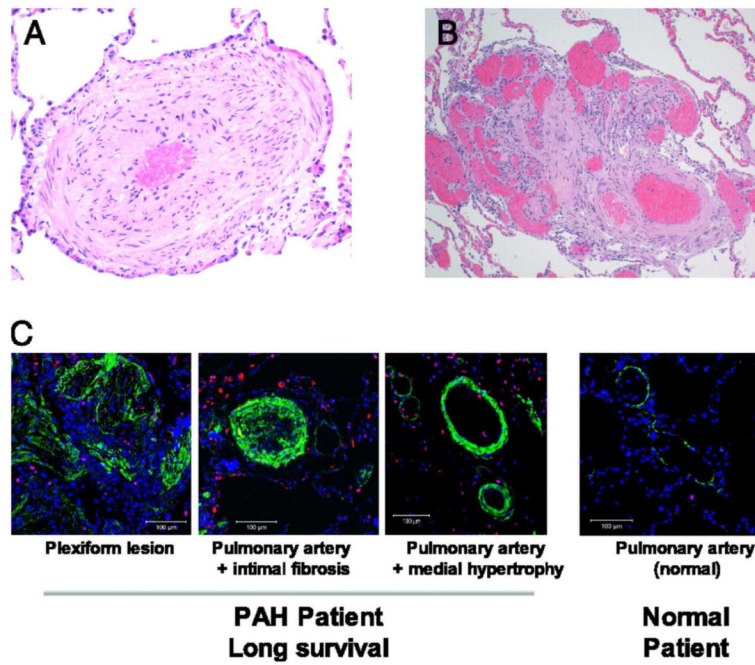 A
B
C
100 µm
100 µm
100 µm
100 µm
Plexiform lesion
Pulmonary artery
+ intimal fibrosis
Pulmonary artery
+ medial hypertrophy
Pulmonary artery
(normal)
PAH Patient
Long survival
Normal
Patient